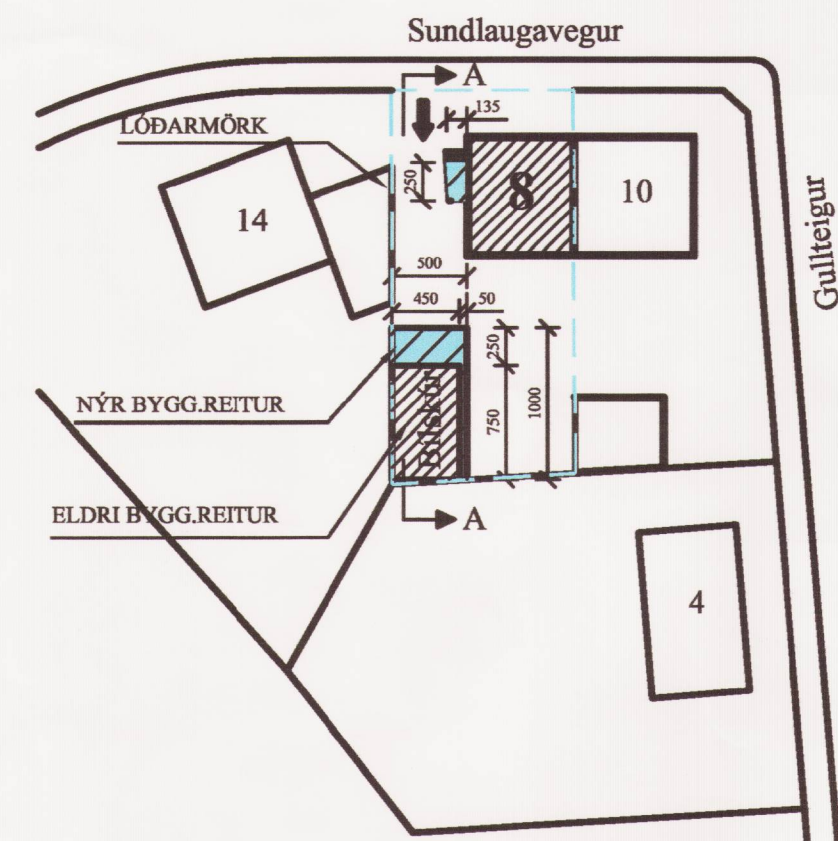 Sundlaugavegur
A
135
LÓÐARMÖRK
250
8
10
14
Gullteigur
500
450
50
250
NÝR BYGG.REITUR
750
1000
Bílskúr
ELDRI BYGG.REITUR
A
4